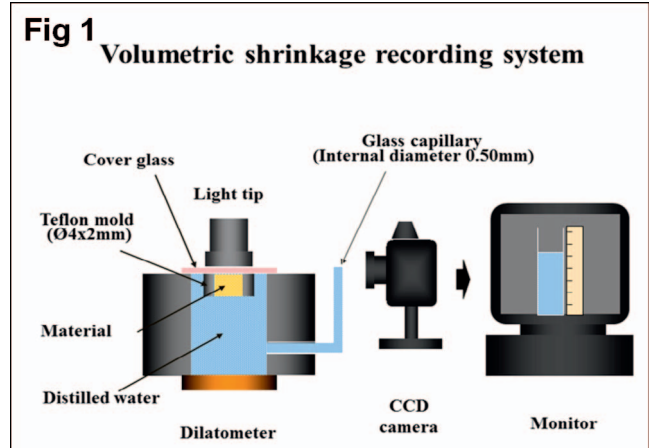 Fig 1
Volumetric shrinkage recording system
Glass capillary
(Internal diameter 0.50mm)
Cover glass
Light tip
Teflon mold
(Ø4x2mm)
Material
Distilled water
Dilatometer
CCD
camera
Monitor